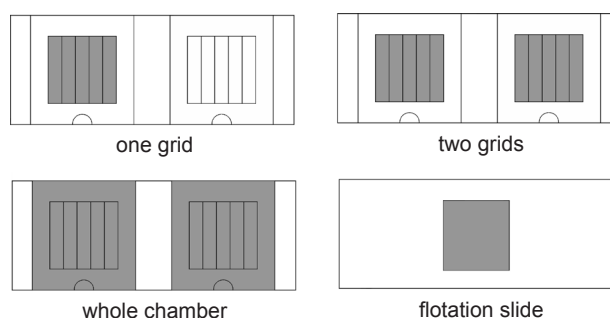 one grid
two grids
whole chamber
flotation slide